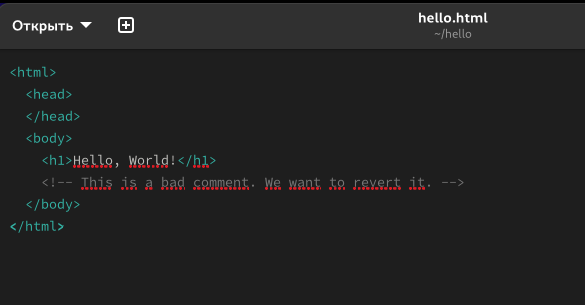 Открыть
hello.html
~/hello
<html>
  <head>
  </head>
  <body>
    <h1>Hello, World!</h1>
    <!-- This is a bad comment. We want to revert it. -->
  </body>
</html>